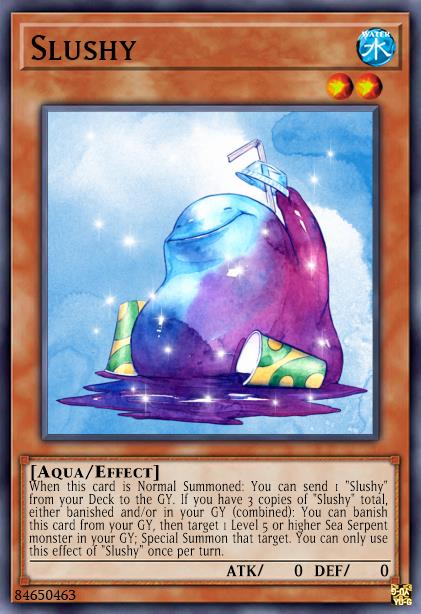 SLUSHY
WATER
水
[AQUA/EFFECT]
When this card is Normal Summoned: You can send 1 "Slushy"
from your Deck to the GY. If you have 3 copies of "Slushy" total,
either banished and/or in your GY (combined): You can banish
this card from your GY, then target 1 Level 5 or higher Sea Serpent
monster in your GY; Special Summon that target. You can only use
this effect of "Slushy" once per turn.
ATK/ 0 DEF/ 0
84650463